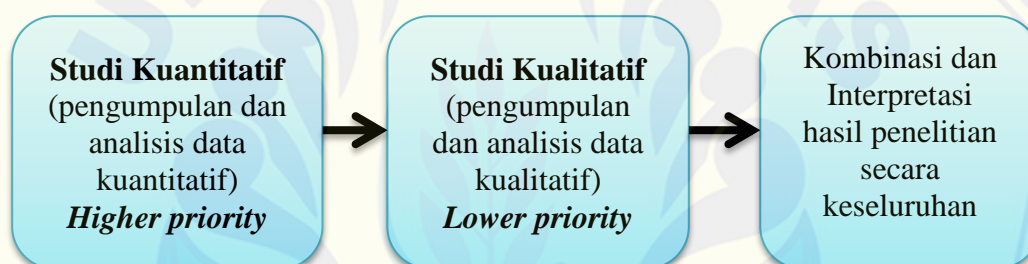 Studi Kuantitatif
(pengumpulan dan
analisis data
kuantitatif)
Higher priority
Studi Kualitatif
(pengumpulan
dan analisis data
kualitatif)
Lower priority
Kombinasi dan
Interpretasi
hasil penelitian
secara
keseluruhan